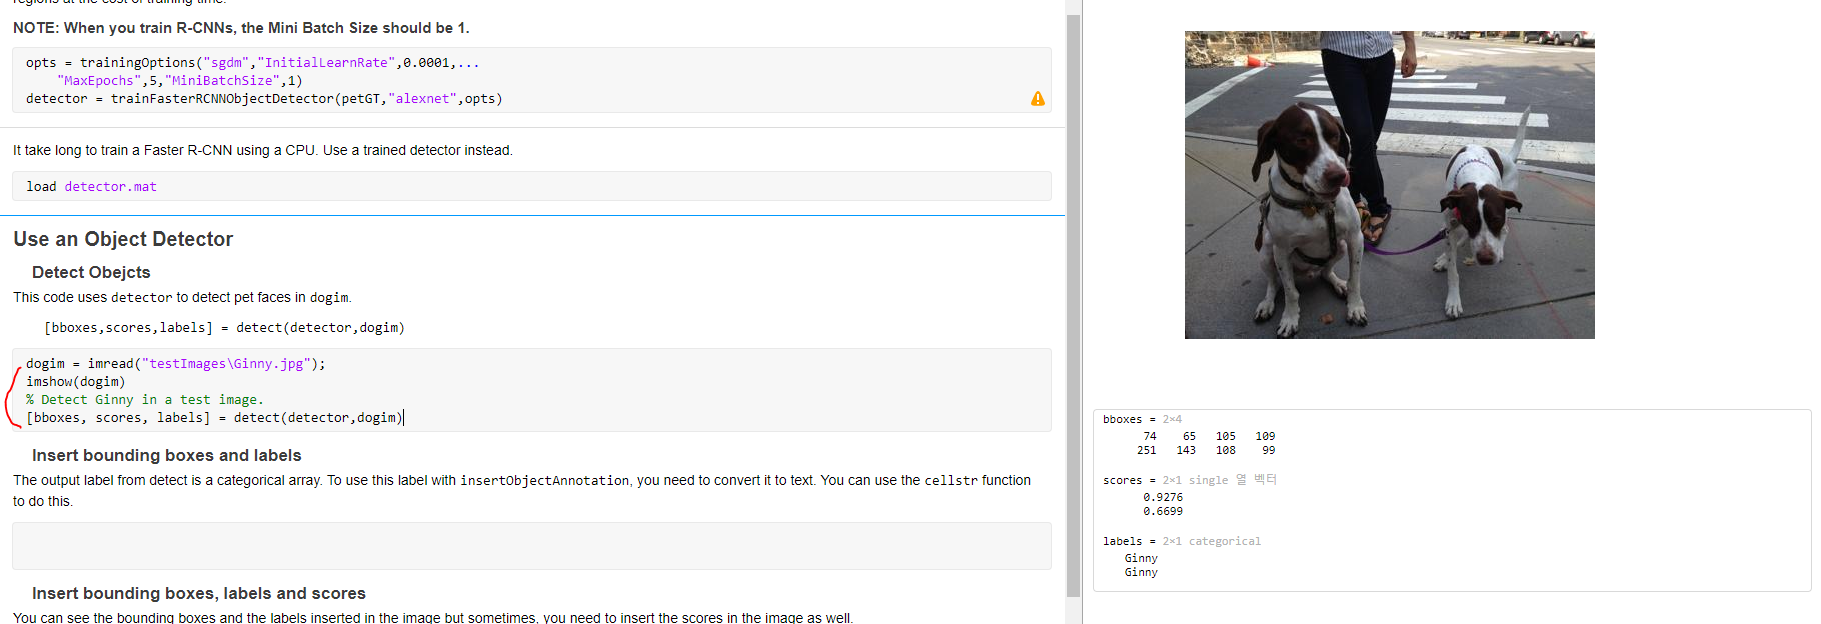 regions at the cost of training time.
NOTE: When you train R-CNNs, the Mini Batch Size should be 1.
opts = trainingOptions("sgdm","InitialLearnRate",0.0001,...
"MaxEpochs",5,"MiniBatchSize",1)
detector = trainFasterRCNNObjectDetector(petGT,"alexnet",opts)
It take long to train a Faster R-CNN using a CPU. Use a trained detector instead.
load detector.mat
Use an Object Detector
Detect Obejcts
This code uses detector to detect pet faces in dogim.
[bboxes,scores,labels] = detect(detector,dogim)
dogim = imread("testImages\Ginny.jpg");
imshow(dogim)
% Detect Ginny in a test image.
[bboxes, scores, labels] = detect(detector,dogim)
Insert bounding boxes and labels
The output label from detect is a categorical array. To use this label with insertObjectAnnotation, you need to convert it to text. You can use the cellstr function
to do this.
Insert bounding boxes, labels and scores
You can see the bounding boxes and the labels inserted in the image but sometimes, you need to insert the scores in the image as well.
bboxes = 2×4
74 65 105 109
251 143 108 99
scores = 2×1 single 열 벡터
0.9276
0.6699
labels = 2×1 categorical
Ginny
Ginny